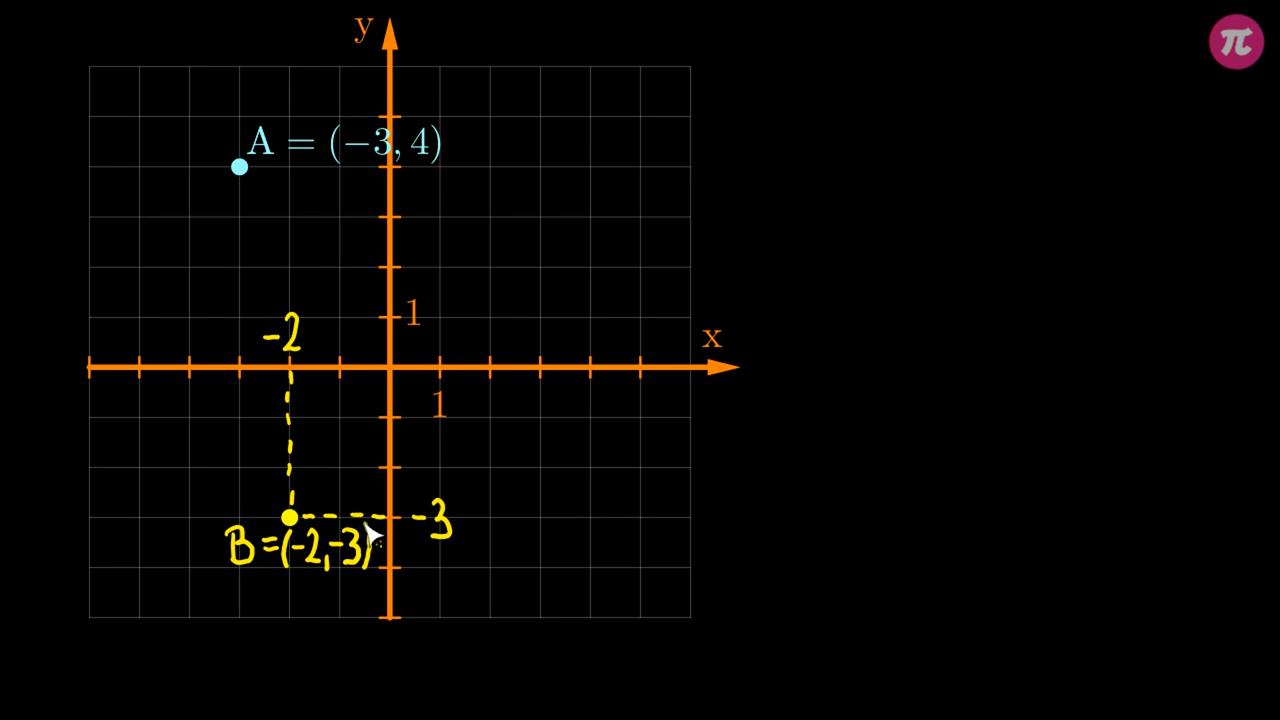 y
A = (−3, 4)
1
-2
x
1
-3
B=(-2,-3)
π